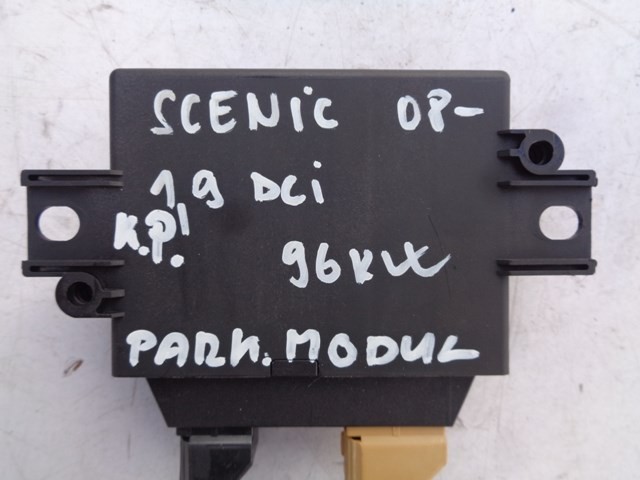 SCENIC 08-
1,9 DCi
K.P!
96KW
PARK.MODUL